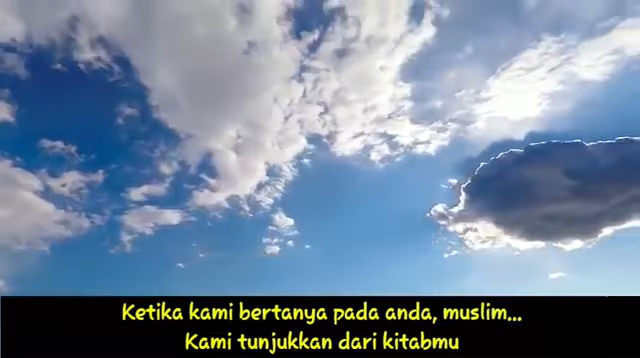 Ketika kami bertanya pada anda, muslim...
Kami tunjukkan dari kitabmu